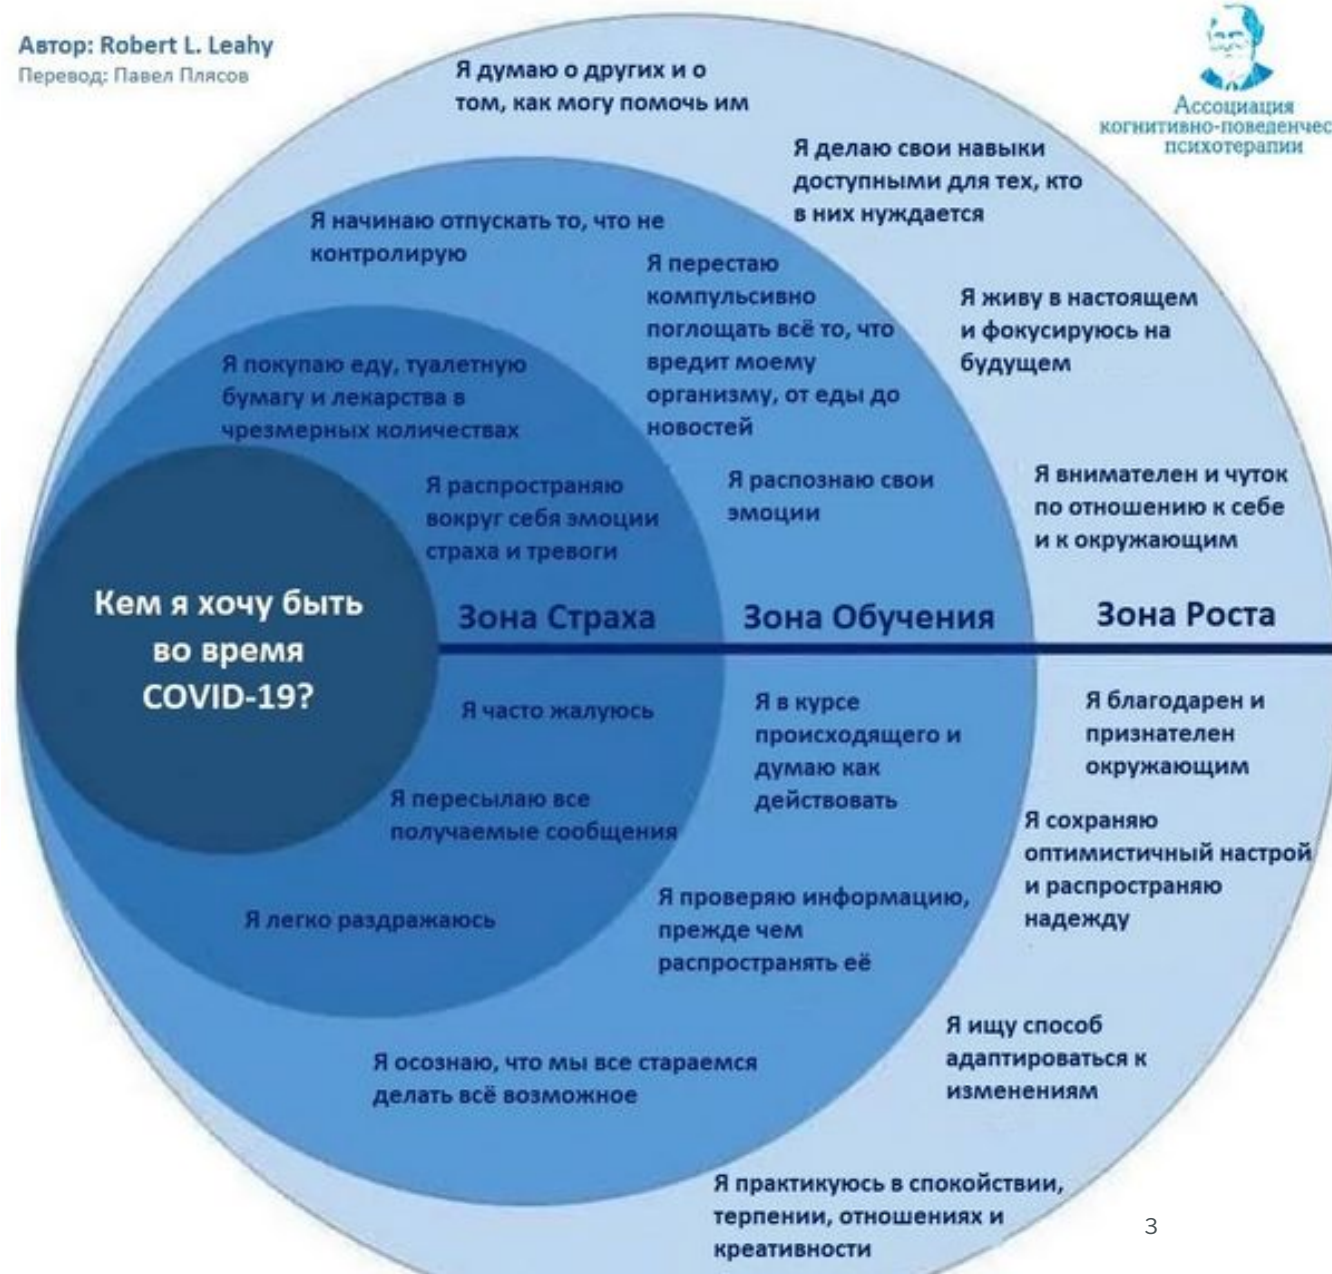 Автор: Robert L. Leahy
Перевод: Павел Плясов
Ассоциация
когнитивно-поведенчес
психотерапии
Я думаю о других и о
том, как могу помочь им
Я делаю свои навыки
доступными для тех, кто
в них нуждается
Я начинаю отпускать то, что не
контролирую
Я перестаю
компульсивно
поглощать всё то, что
вредит моему
организму, от еды до
новостей
Я живу в настоящем
и фокусируюсь на
будущем
Я покупаю еду, туалетную
бумагу и лекарства в
чрезмерных количествах
Я распространяю
вокруг себя эмоции
страха и тревоги
Я распознаю свои
эмоции
Я внимателен и чуток
по отношению к себе
и к окружающим
Кем я хочу быть
во время
COVID-19?
Зона Страха
Зона Обучения
Зона Роста
Я часто жалуюсь
Я в курсе
происходящего и
думаю как
действовать
Я благодарен и
признателен
окружающим
Я пересылаю все
получаемые сообщения
Я сохраняю
оптимистичный настрой
и распространяю
надежду
Я легко раздражаюсь
Я проверяю информацию,
прежде чем
распространять её
Я осознаю, что мы все стараемся
делать всё возможное
Я ищу способ
адаптироваться к
изменениям
Я практикуюсь в спокойствии,
терпении, отношениях и
креативности
3